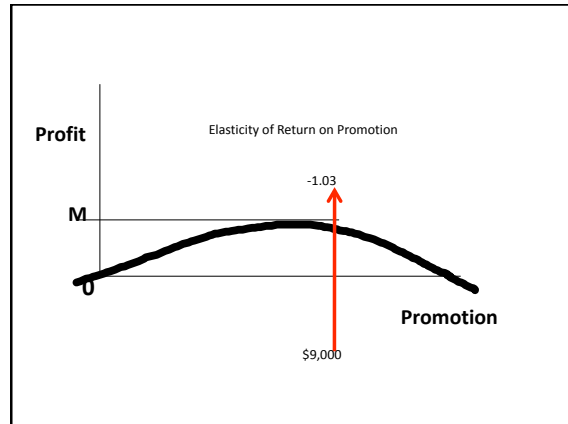 Elasticity of Return on Promotion
Profit
-1.03
M
0
Promotion
$9,000